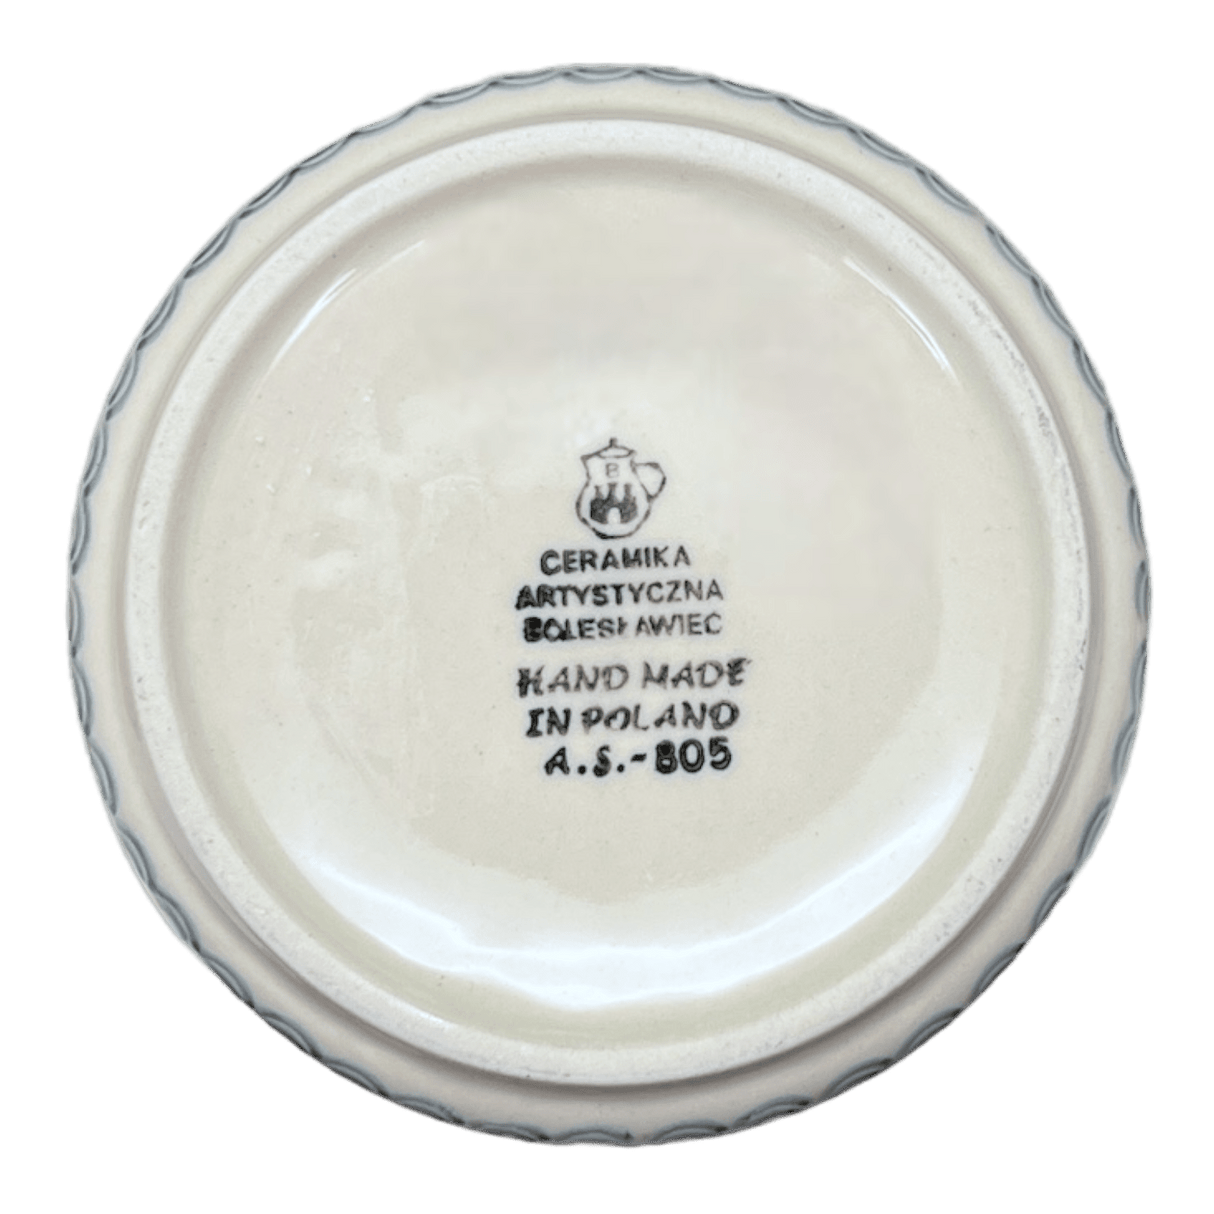 B
CERAMIKA
ARTYSTYCZNA
BOLESŁAWIEC
HAND MADE
IN POLAND
A.S.-805